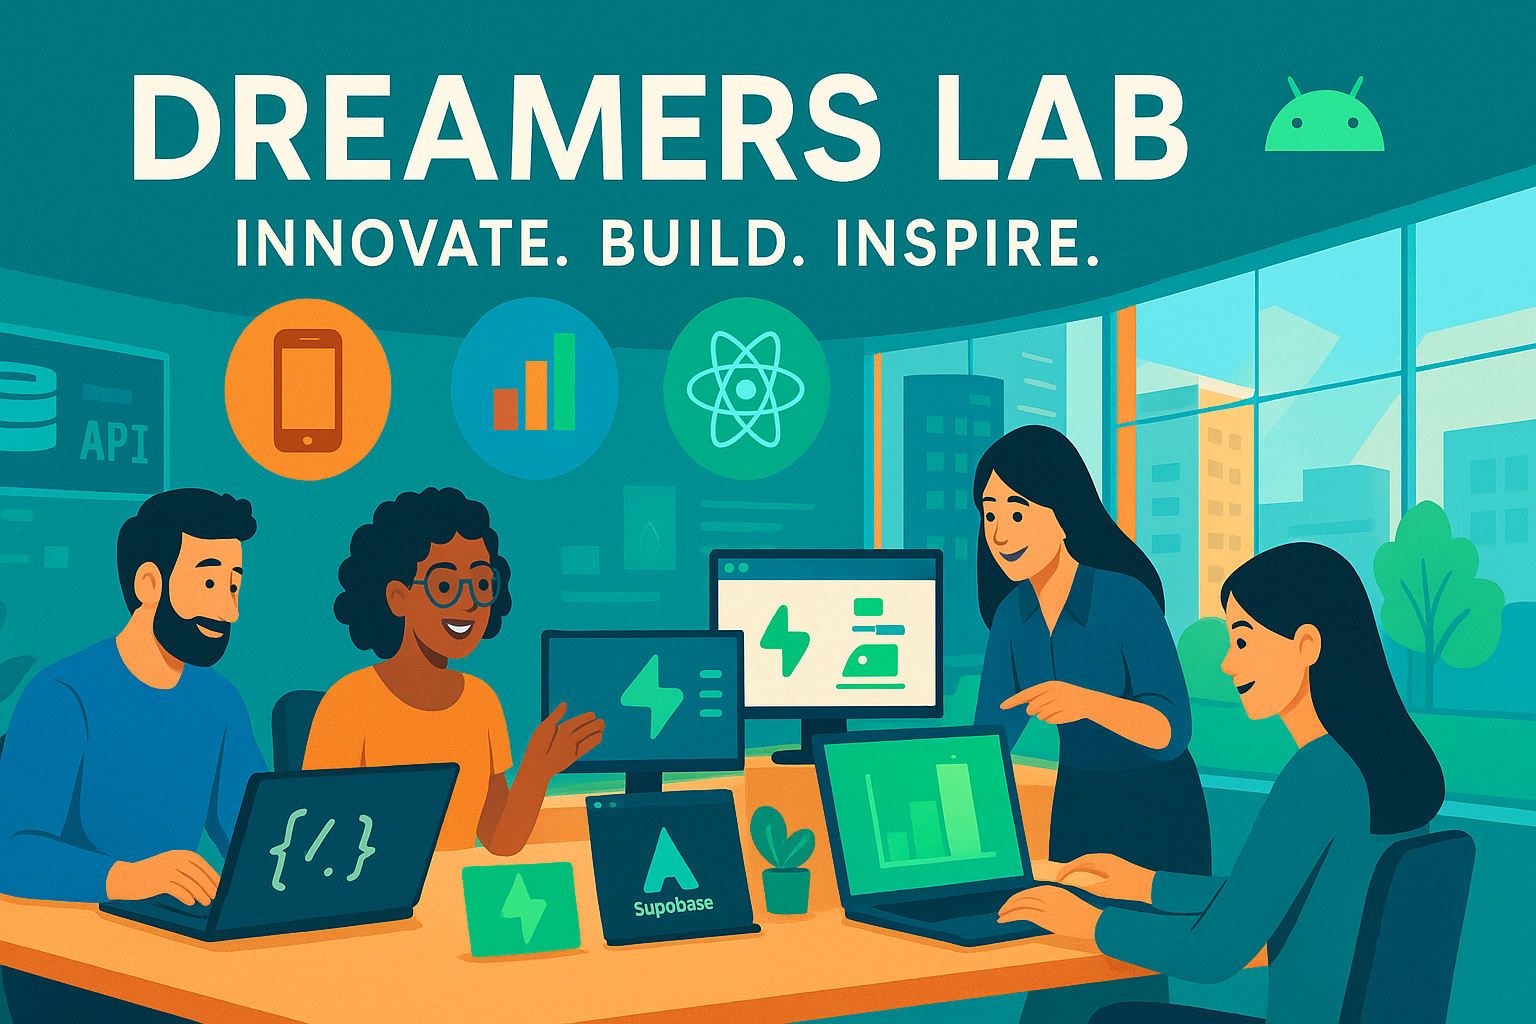 DREAMERS LAB
INNOVATE. BUILD. INSPIRE.
API
{/.}
Supobase